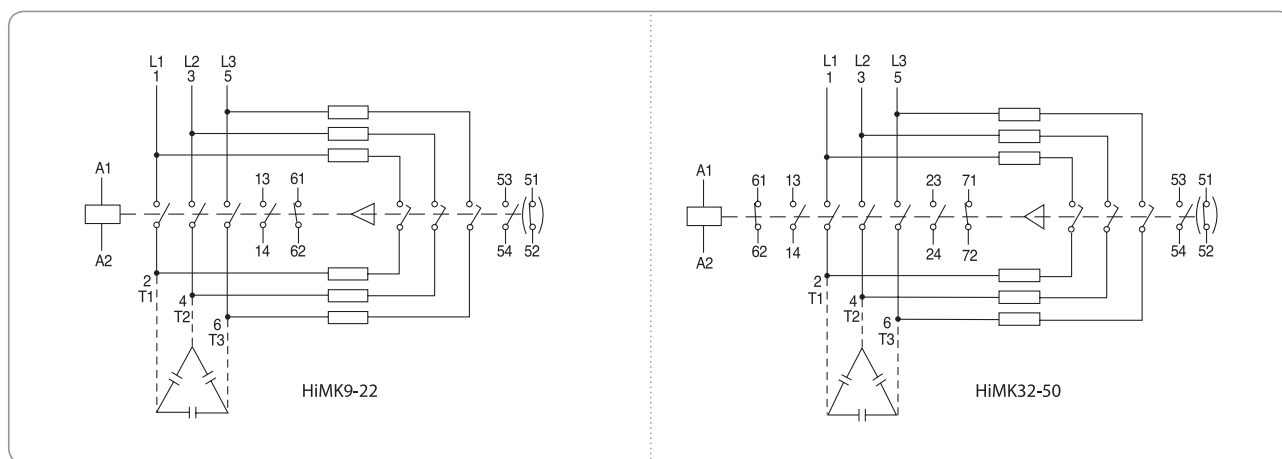 L1 L2 L3
1 3 5
A1
13 61 53 51
A2
14 62 54 52
2
T1
4
T2
6
T3
HiMK9-22
L1 L2 L3
1 3 5
A1
61 13 23 71 53 51
A2
62 14 24 72 54 52
2
T1
4
T2
6
T3
HiMK32-50